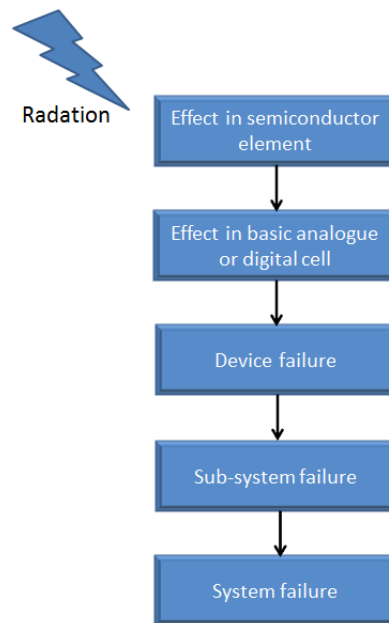 Radation
Effect in semiconductor
element
Effect in basic analogue
or digital cell
Device failure
Sub-system failure
System failure